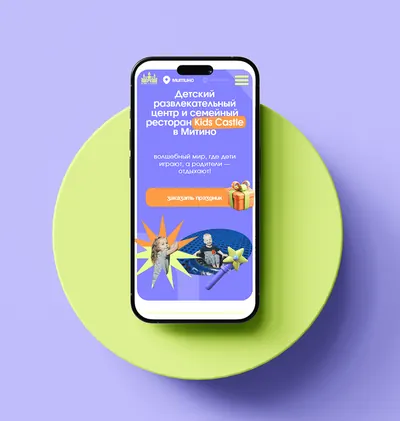 митино
Детский
развлекательный
центр и семейный
ресторан Kids Castle
в Митино
волшебный мир, где дети
играют, а родители —
отдыхают!
заказать праздник